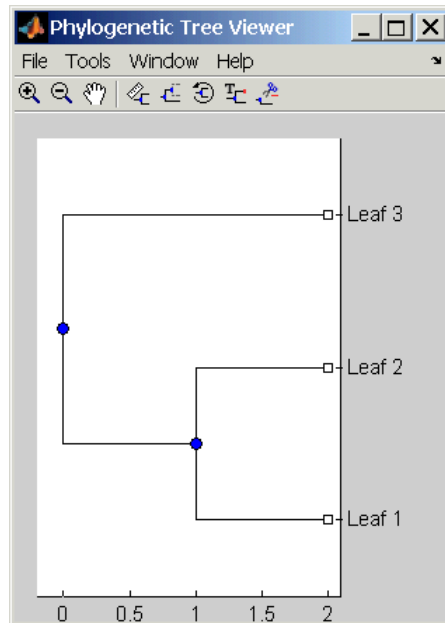 Phylogenetic Tree Viewer
File Tools Window Help
Leaf 3
Leaf 2
Leaf 1
0 0.5 1 1.5 2